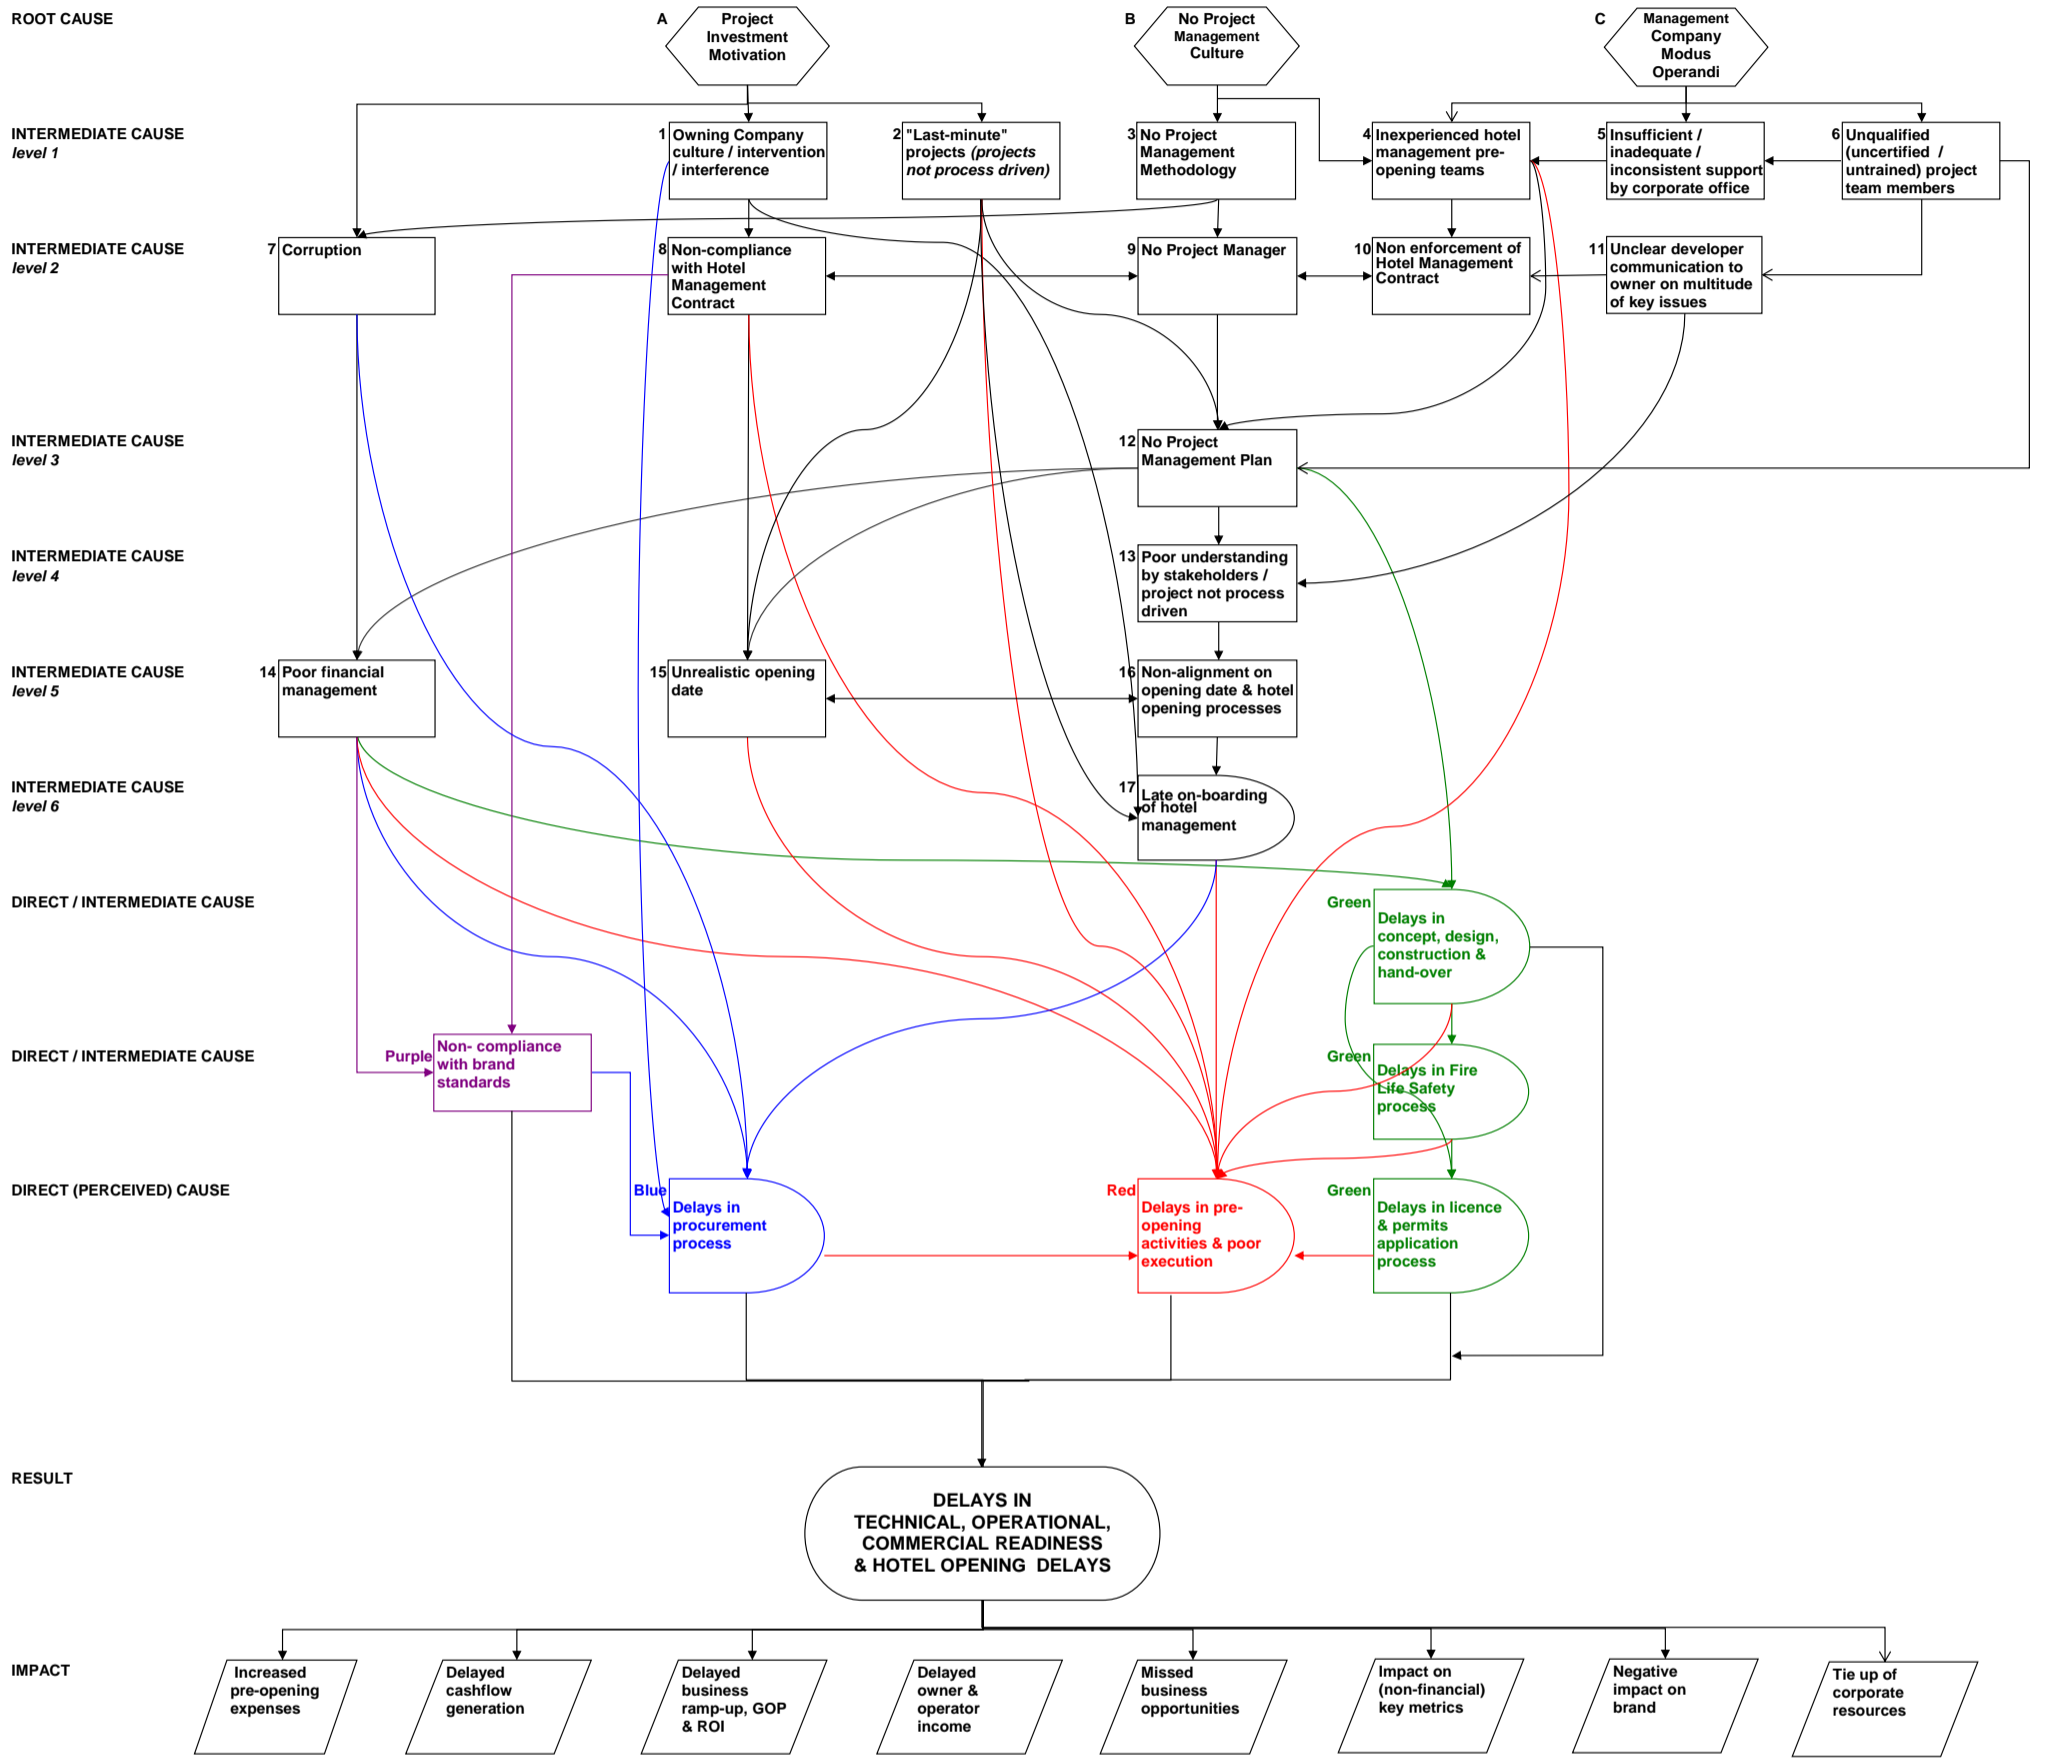 ROOT CAUSE
A
Project
Investment
Motivation
B
No Project
Management
Culture
C
Management
Company
Modus
Operandi
INTERMEDIATE CAUSE
level 1
1
Owning Company
culture / intervention
/ interference
2
"Last-minute"
projects (projects
not process driven)
3
No Project
Management
Methodology
4
Inexperienced hotel
management pre-
opening teams
5
Insufficient /
inadequate /
inconsistent support
by corporate office
6
Unqualified
(uncertified /
untrained) project
team members
INTERMEDIATE CAUSE
level 2
7
Corruption
8
Non-compliance
with Hotel
Management
Contract
9
No Project Manager
10
Non enforcement of
Hotel Management
Contract
11
Unclear developer
communication to
owner on multitude
of key issues
INTERMEDIATE CAUSE
level 3
12
No Project
Management Plan
INTERMEDIATE CAUSE
level 4
13
Poor understanding
by stakeholders /
project not process
driven
INTERMEDIATE CAUSE
level 5
14
Poor financial
management
15
Unrealistic opening
date
16
Non-alignment on
opening date & hotel
opening processes
INTERMEDIATE CAUSE
level 6
17
Late on-boarding
of hotel
management
DIRECT / INTERMEDIATE CAUSE
Green
Delays in
concept, design,
construction &
hand-over
DIRECT / INTERMEDIATE CAUSE
Purple
Non- compliance
with brand
standards
Green
Delays in Fire
Life Safety
process
DIRECT (PERCEIVED) CAUSE
Blue
Delays in
procurement
process
Red
Delays in pre-
opening
activities & poor
execution
Green
Delays in licence
& permits
application
process
RESULT
DELAYS IN
TECHNICAL, OPERATIONAL,
COMMERCIAL READINESS
& HOTEL OPENING DELAYS
IMPACT
Increased
pre-opening
expenses
Delayed
cashflow
generation
Delayed
business
ramp-up, GOP
& ROI
Delayed
owner &
operator
income
Missed
business
opportunities
Impact on
(non-financial)
key metrics
Negative
impact on
brand
Tie up of
corporate
resources